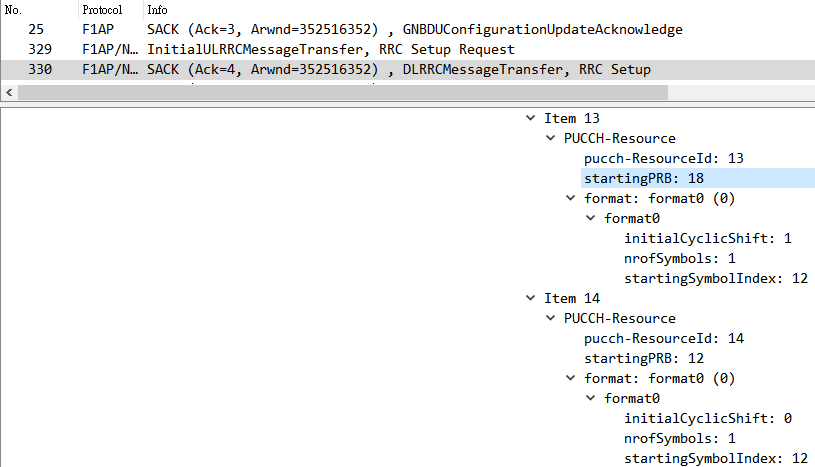 No. Protocol Info
25 F1AP SACK (Ack=3, Arwnd=352516352) , GNBDUConfigurationUpdateAcknowledge
329 F1AP/N… InitialULRRCMessageTransfer, RRC Setup Request
330 F1AP/N… SACK (Ack=4, Arwnd=352516352) , DLRRCMessageTransfer, RRC Setup
Item 13
PUCCH-Resource
pucch-ResourceId: 13
startingPRB: 18
format: format0 (0)
format0
initialCyclicShift: 1
nrofSymbols: 1
startingSymbolIndex: 12
Item 14
PUCCH-Resource
pucch-ResourceId: 14
startingPRB: 12
format: format0 (0)
format0
initialCyclicShift: 0
nrofSymbols: 1
startingSymbolIndex: 12